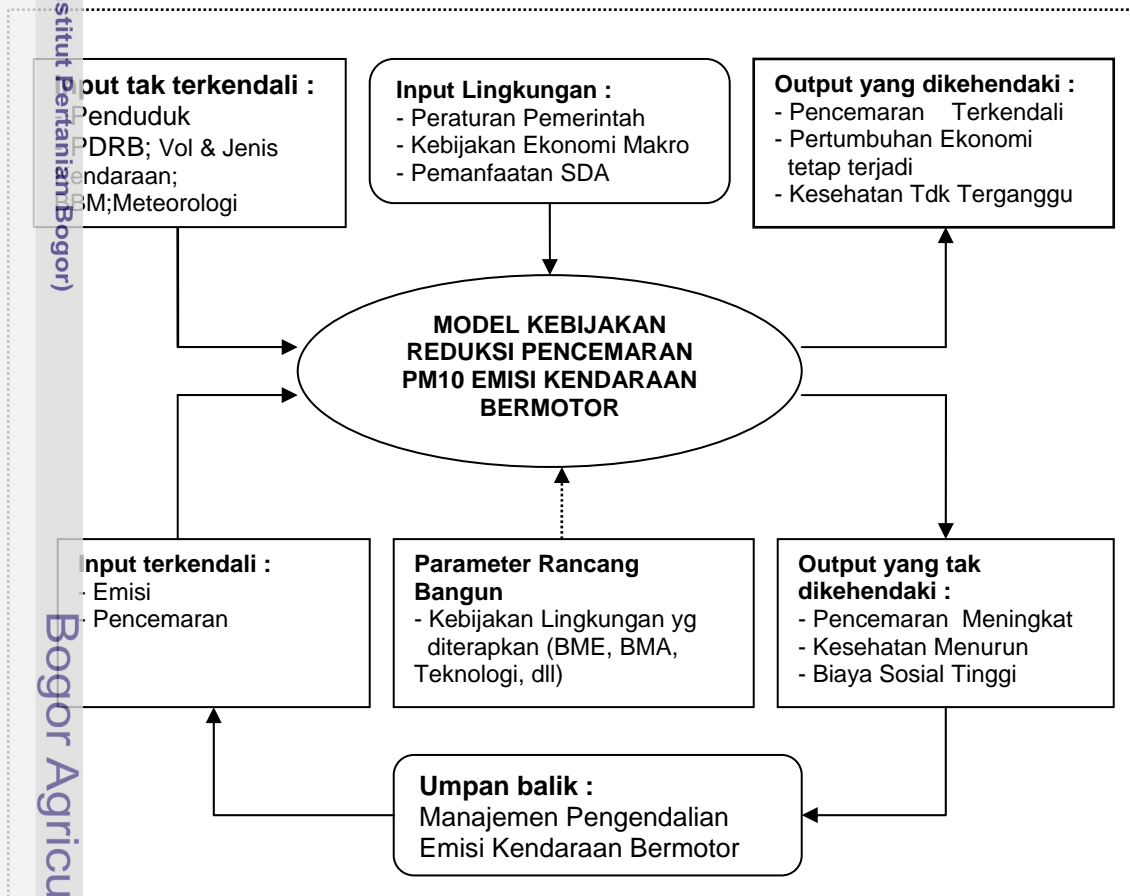 stitut Pertanian Bogor)
Bogor Agricu
Input tak terkendali :
- Penduduk
- PDRB; Vol & Jenis
endaraan;
BBM;Meteorologi
Input Lingkungan :
- Peraturan Pemerintah
- Kebijakan Ekonomi Makro
- Pemanfaatan SDA
Output yang dikehendaki :
- Pencemaran Terkendali
- Pertumbuhan Ekonomi
tetap terjadi
- Kesehatan Tdk Terganggu
MODEL KEBIJAKAN
REDUKSI PENCEMARAN
PM10 EMISI KENDARAAN
BERMOTOR
Input terkendali :
- Emisi
- Pencemaran
Parameter Rancang
Bangun
- Kebijakan Lingkungan yg
diterapkan (BME, BMA,
Teknologi, dll)
Output yang tak
dikehendaki :
- Pencemaran Meningkat
- Kesehatan Menurun
- Biaya Sosial Tinggi
Umpan balik :
Manajemen Pengendalian
Emisi Kendaraan Bermotor